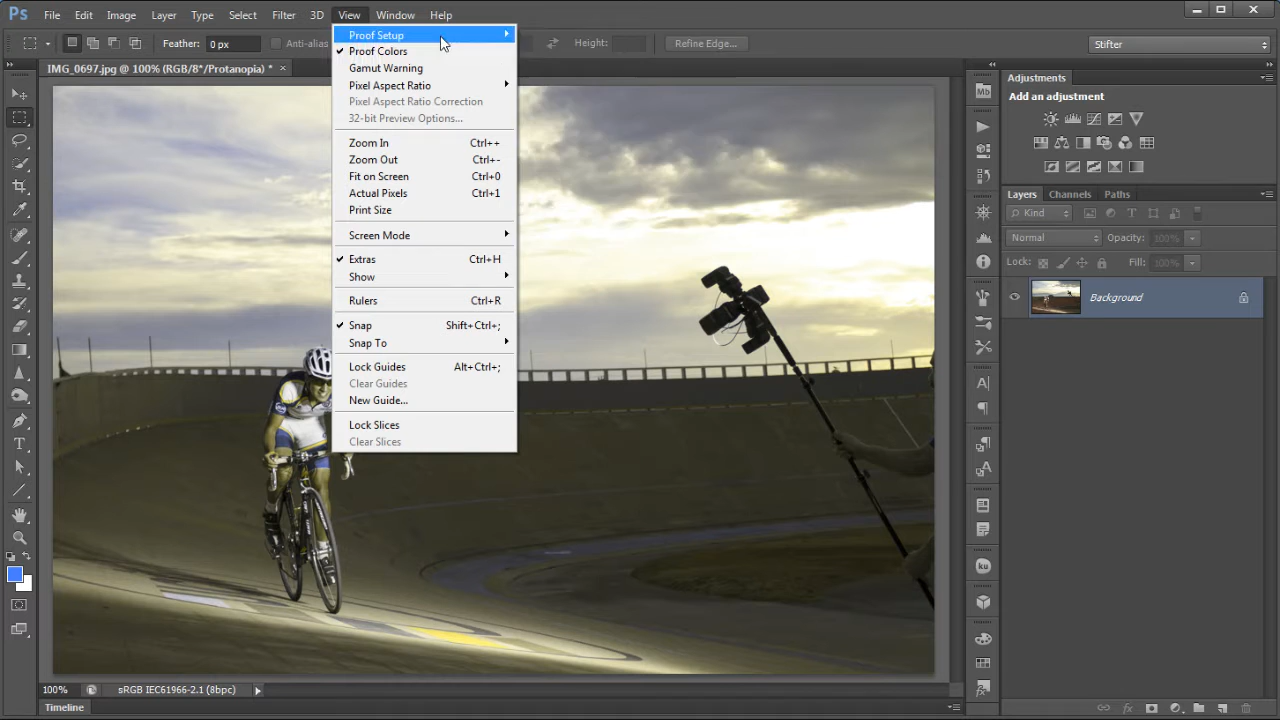 Ps File Edit Image Layer Type Select Filter 3D View Window Help
Feather: 0 px Anti-alias Height: Refine Edge... Stifter
IMG_0697.jpg @ 100% (RGB/8*/Protanopia) *
Proof Setup
Proof Colors
Gamut Warning
Pixel Aspect Ratio
Pixel Aspect Ratio Correction
32-bit Preview Options...
Zoom In Ctrl++
Zoom Out Ctrl+-
Fit on Screen Ctrl+0
Actual Pixels Ctrl+1
Print Size
Screen Mode
Extras Ctrl+H
Show
Rulers Ctrl+R
Snap Shift+Ctrl+;
Snap To
Lock Guides Alt+Ctrl+;
Clear Guides
New Guide...
Lock Slices
Clear Slices
Mb
ku
Adjustments
Add an adjustment
Layers Channels Paths
Kind
Normal Opacity: 100%
Lock: Fill: 100%
Background
100% sRGB IEC61966-2.1 (8bpc)
Timeline